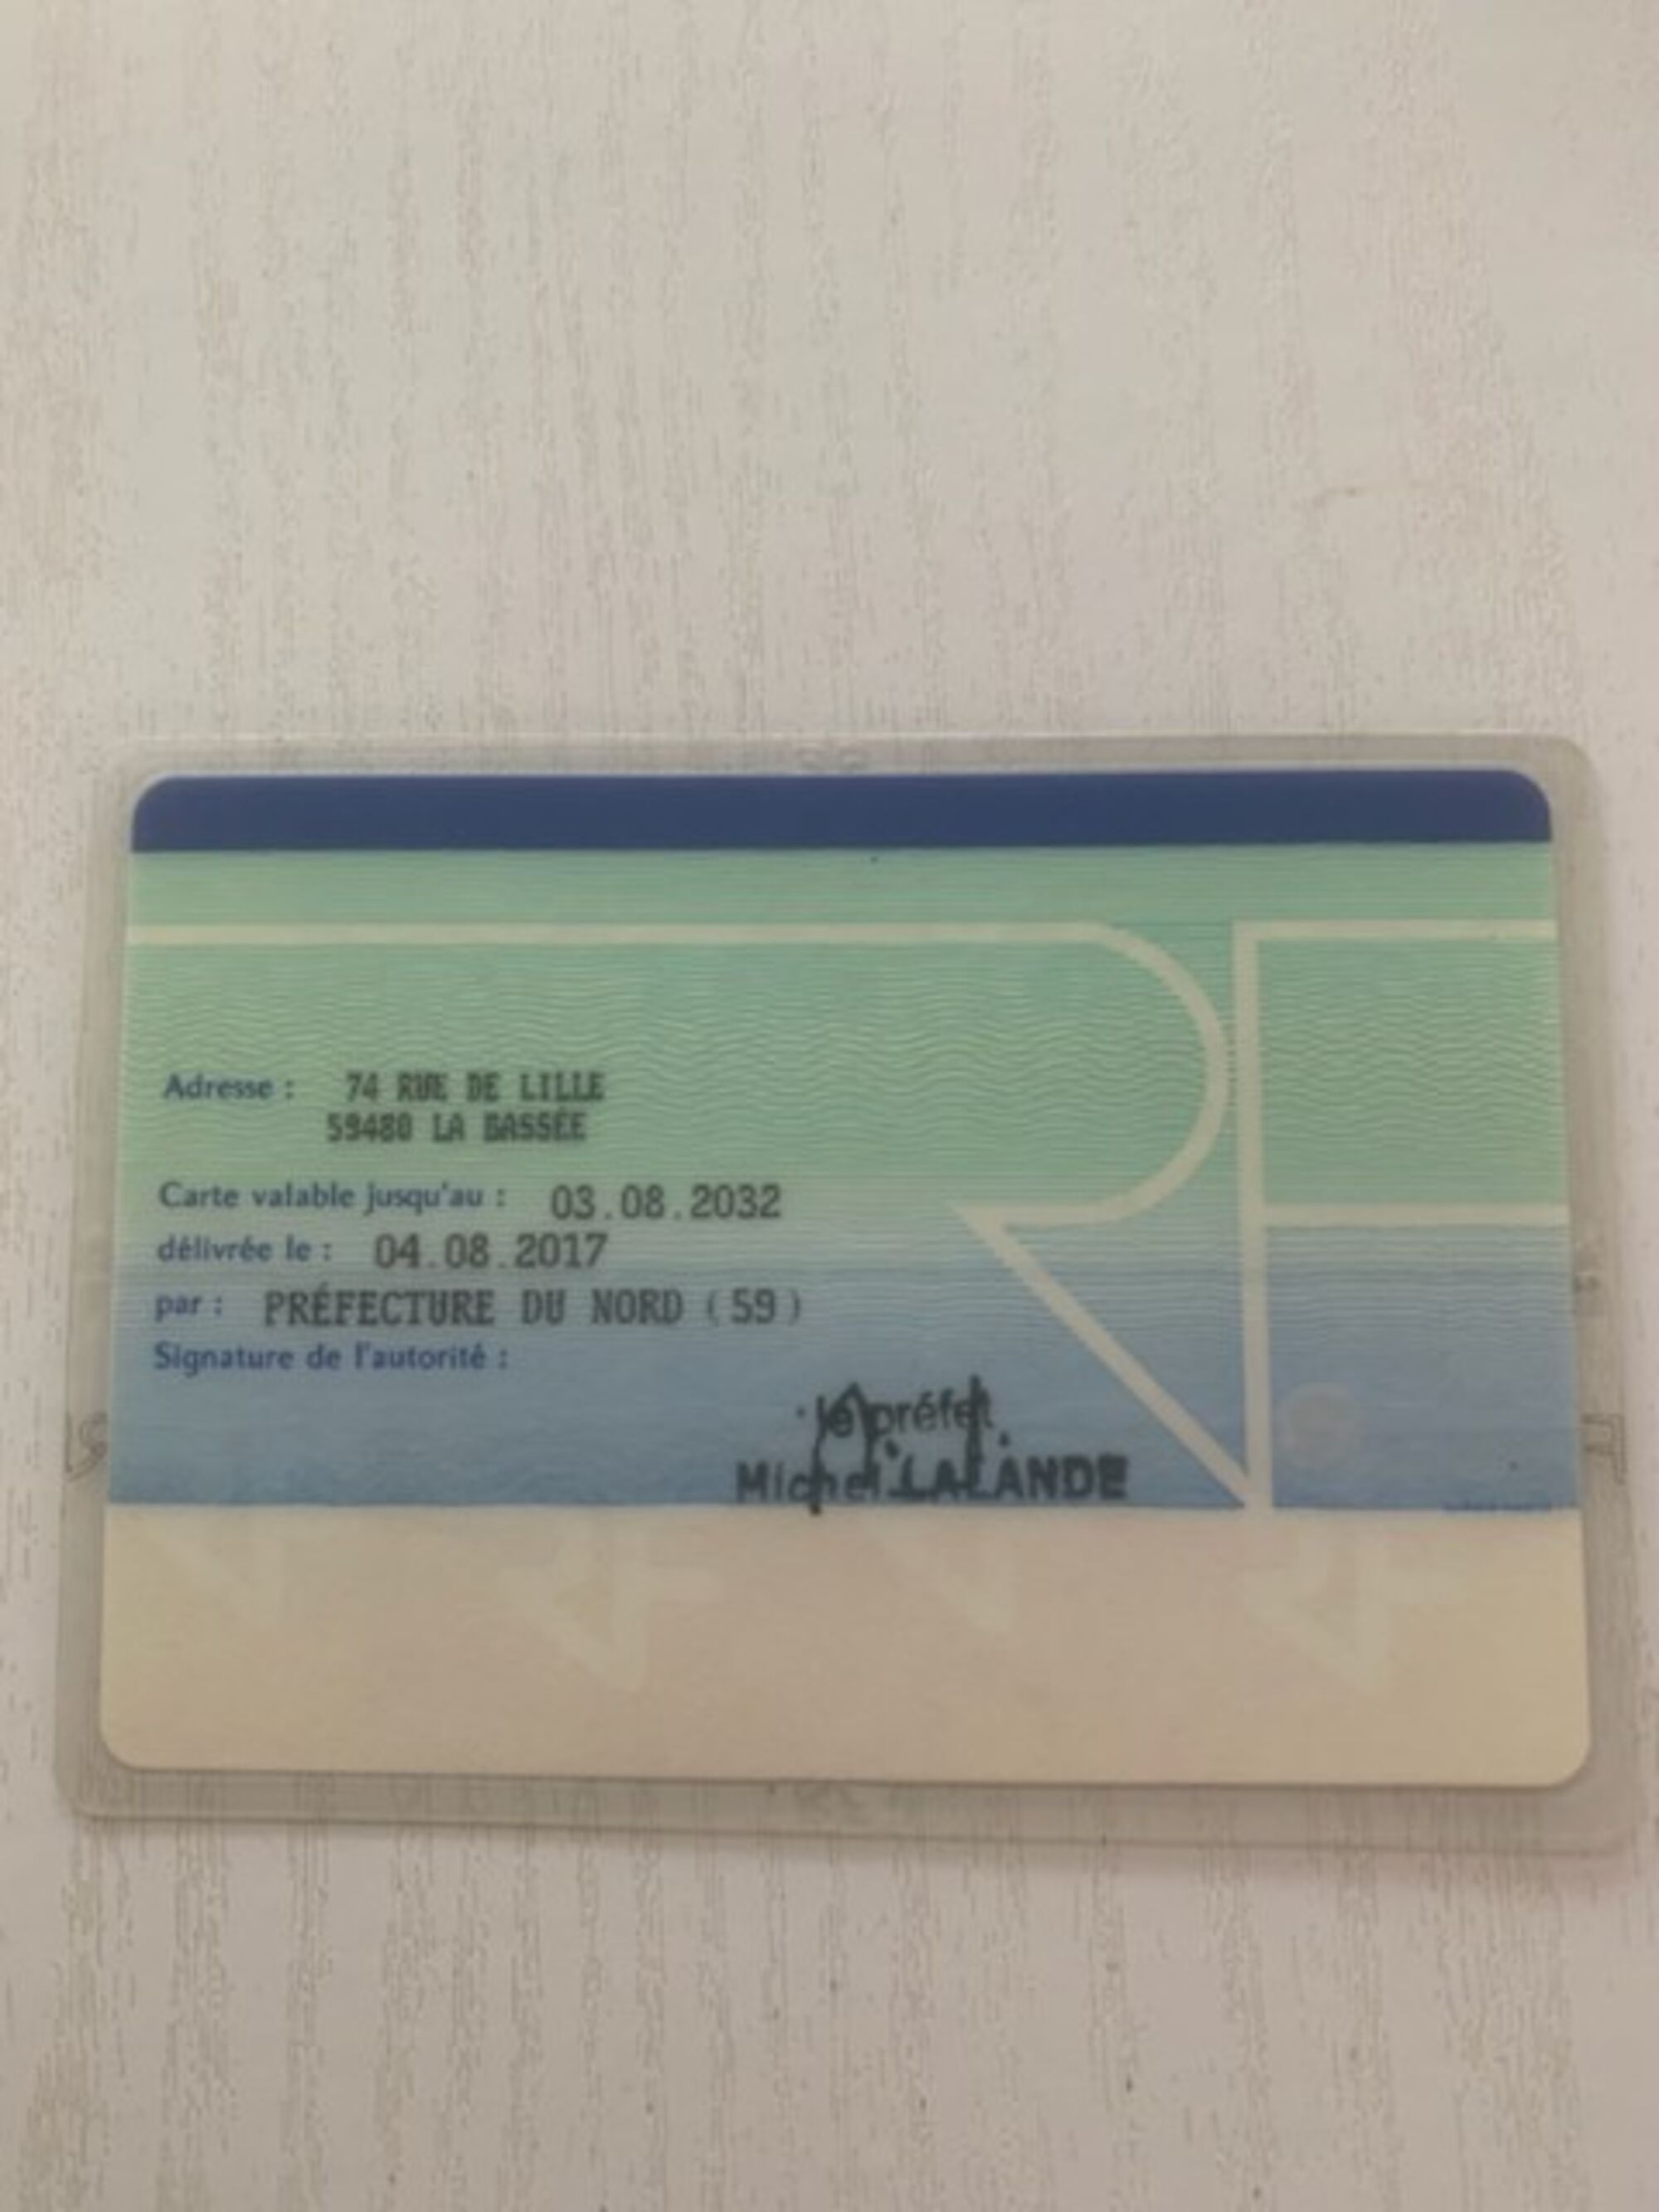 Adresse : 74 RUE DE LILLE
59480 LA BASSÉE
Carte valable jusqu'au : 03.08.2032
délivrée le : 04.08.2017
par : PRÉFECTURE DU NORD (59)
Signature de l'autorité :
le préfet
Michel LALANDE
RF